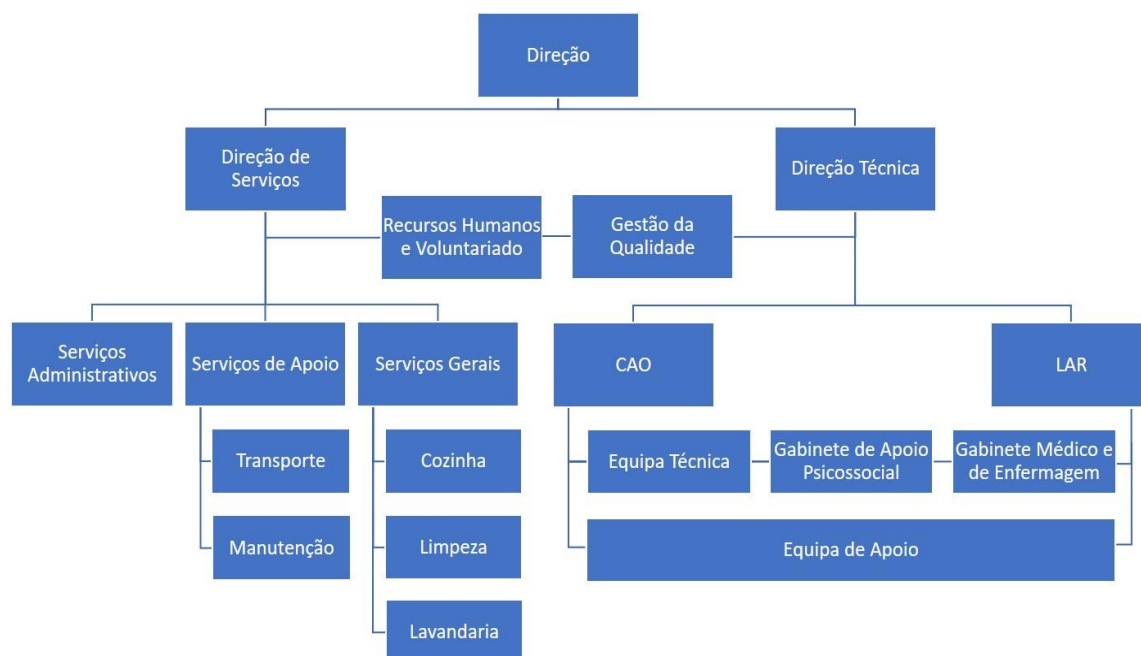 Direção
Direção de
Serviços
Direção Técnica
Recursos Humanos
e Voluntariado
Gestão da
Qualidade
Serviços
Administrativos
Serviços de Apoio
Serviços Gerais
CAO
LAR
Transporte
Cozinha
Equipa Técnica
Gabinete de Apoio
Psicossocial
Gabinete Médico e
de Enfermagem
Manutenção
Limpeza
Equipa de Apoio
Lavandaria